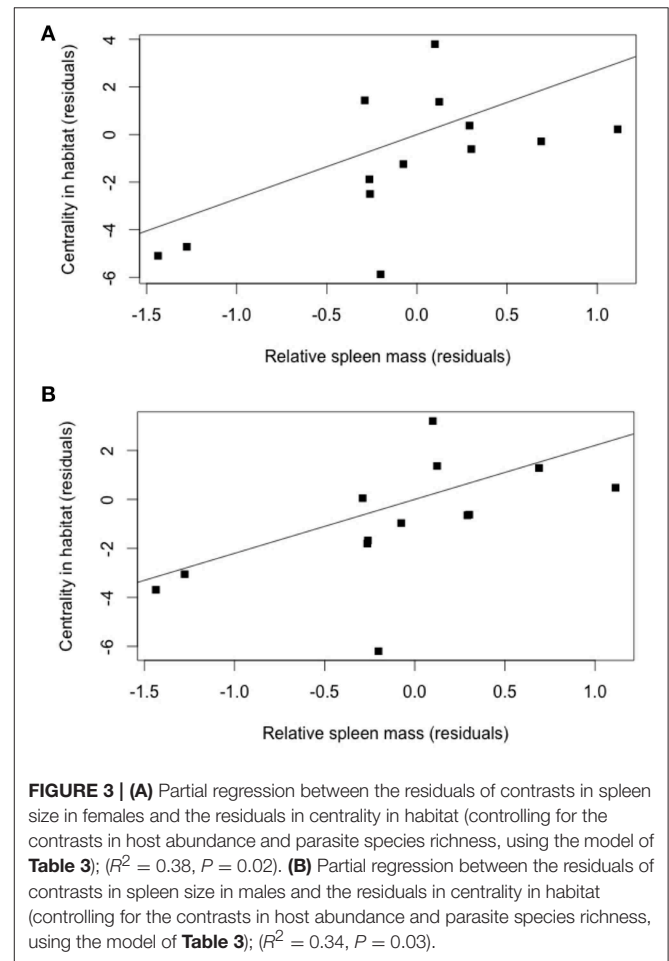 A
Centrality in habitat (residuals)
4
2
0
-2
-4
-6
-1.5 -1.0 -0.5 0.0 0.5 1.0
Relative spleen mass (residuals)
B
Centrality in habitat (residuals)
2
0
-2
-4
-6
-1.5 -1.0 -0.5 0.0 0.5 1.0
Relative spleen mass (residuals)
FIGURE 3 | (A) Partial regression between the residuals of contrasts in spleen
size in females and the residuals in centrality in habitat (controlling for the
contrasts in host abundance and parasite species richness, using the model of
Table 3); (R² = 0.38, P = 0.02). (B) Partial regression between the residuals of
contrasts in spleen size in males and the residuals in centrality in habitat
(controlling for the contrasts in host abundance and parasite species richness,
using the model of Table 3); (R² = 0.34, P = 0.03).